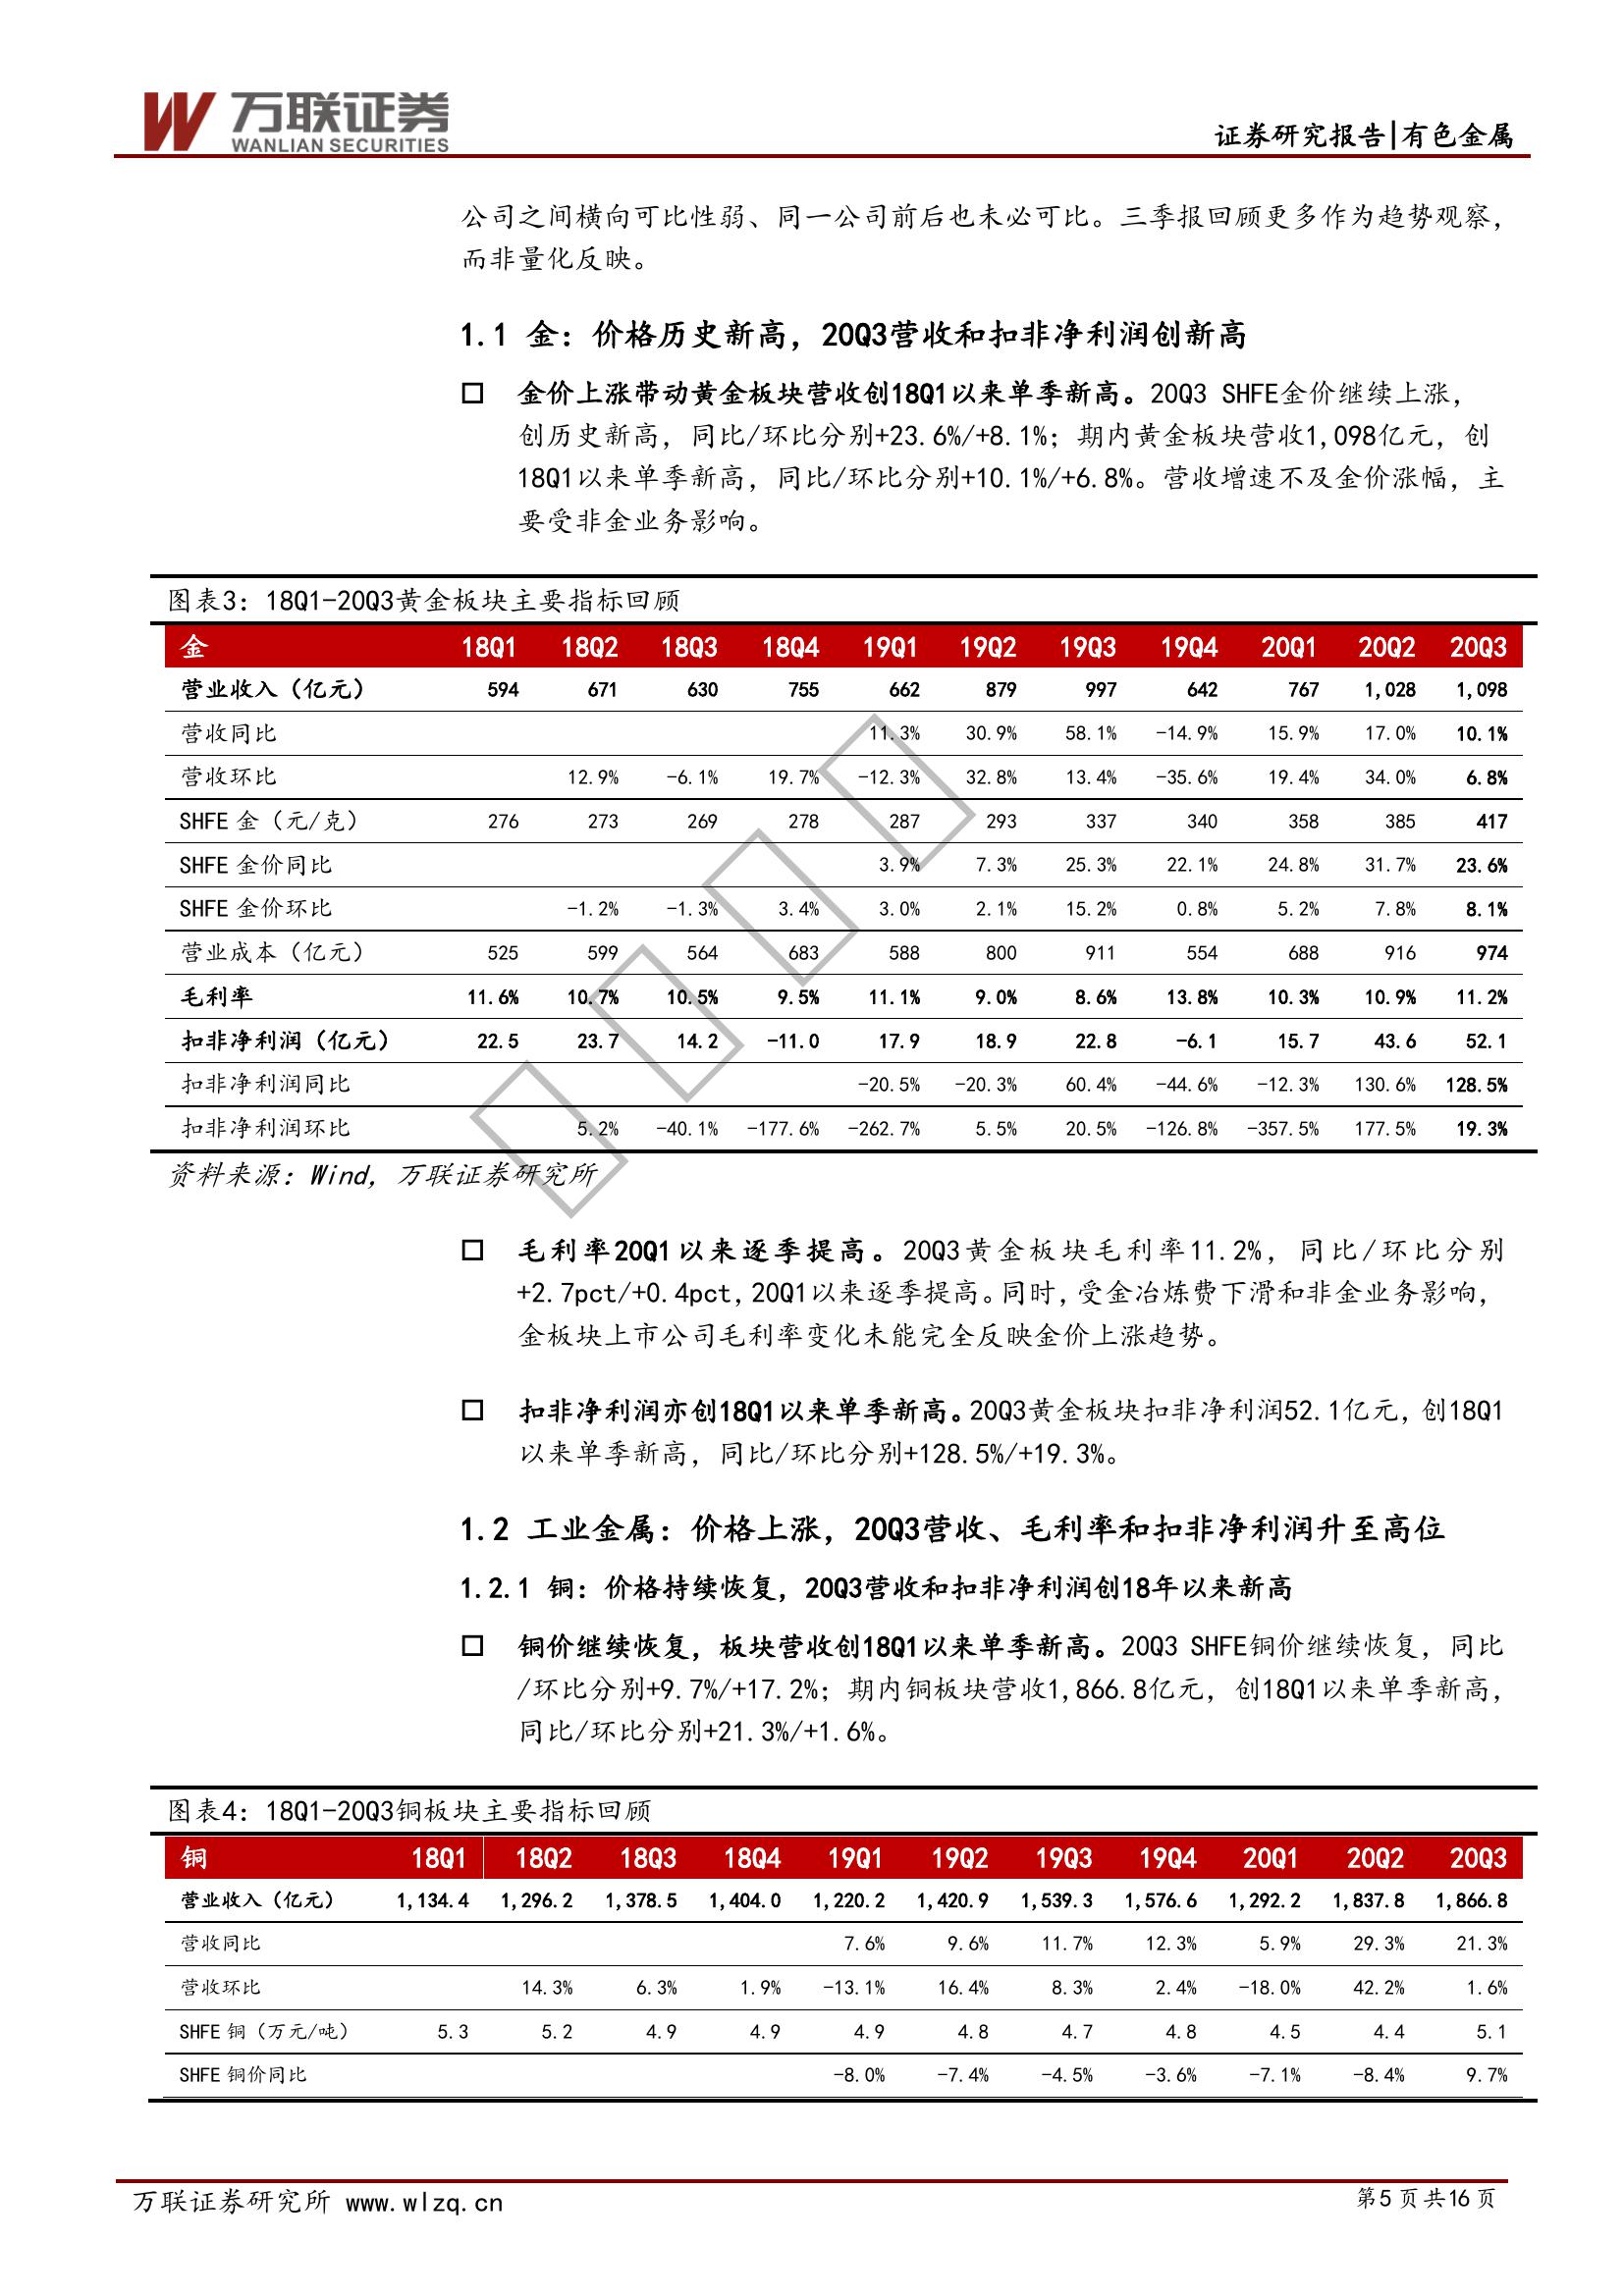 万联证券
WANLIAN SECURITIES
证券研究报告|有色金属
公司之间横向可比性弱、同一公司前后也未必可比。三季报回顾更多作为趋势观察，
而非量化反映。
1.1 金：价格历史新高，20Q3营收和扣非净利润创新高
□ 金价上涨带动黄金板块营收创18Q1以来单季新高。20Q3 SHFE金价继续上涨，
创历史新高，同比/环比分别+23.6%/+8.1%；期内黄金板块营收1,098亿元，创
18Q1以来单季新高，同比/环比分别+10.1%/+6.8%。营收增速不及金价涨幅，主
要受非金业务影响。
图表3：18Q1-20Q3黄金板块主要指标回顾
金 18Q1 18Q2 18Q3 18Q4 19Q1 19Q2 19Q3 19Q4 20Q1 20Q2 20Q3
营业收入（亿元） 594 671 630 755 662 879 997 642 767 1,028 1,098
营收同比 11.3% 30.9% 58.1% -14.9% 15.9% 17.0% 10.1%
营收环比 12.9% -6.1% 19.7% -12.3% 32.8% 13.4% -35.6% 19.4% 34.0% 6.8%
SHFE 金（元/克） 276 273 269 278 287 293 337 340 358 385 417
SHFE 金价同比 3.9% 7.3% 25.3% 22.1% 24.8% 31.7% 23.6%
SHFE 金价环比 -1.2% -1.3% 3.4% 3.0% 2.1% 15.2% 0.8% 5.2% 7.8% 8.1%
营业成本（亿元） 525 599 564 683 588 800 911 554 688 916 974
毛利率 11.6% 10.7% 10.5% 9.5% 11.1% 9.0% 8.6% 13.8% 10.3% 10.9% 11.2%
扣非净利润（亿元） 22.5 23.7 14.2 -11.0 17.9 18.9 22.8 -6.1 15.7 43.6 52.1
扣非净利润同比 -20.5% -20.3% 60.4% -44.6% -12.3% 130.6% 128.5%
扣非净利润环比 5.2% -40.1% -177.6% -262.7% 5.5% 20.5% -126.8% -357.5% 177.5% 19.3%
资料来源：Wind，万联证券研究所
□ 毛利率20Q1以来逐季提高。20Q3黄金板块毛利率11.2%，同比/环比分别
+2.7pct/+0.4pct，20Q1以来逐季提高。同时，受金冶炼费下滑和非金业务影响，
金板块上市公司毛利率变化未能完全反映金价上涨趋势。
□ 扣非净利润亦创18Q1以来单季新高。20Q3黄金板块扣非净利润52.1亿元，创18Q1
以来单季新高，同比/环比分别+128.5%/+19.3%。
1.2 工业金属：价格上涨，20Q3营收、毛利率和扣非净利润升至高位
1.2.1 铜：价格持续恢复，20Q3营收和扣非净利润创18年以来新高
□ 铜价继续恢复，板块营收创18Q1以来单季新高。20Q3 SHFE铜价继续恢复，同比
/环比分别+9.7%/+17.2%；期内铜板块营收1,866.8亿元，创18Q1以来单季新高，
同比/环比分别+21.3%/+1.6%。
图表4：18Q1-20Q3铜板块主要指标回顾
铜 18Q1 18Q2 18Q3 18Q4 19Q1 19Q2 19Q3 19Q4 20Q1 20Q2 20Q3
营业收入（亿元） 1,134.4 1,296.2 1,378.5 1,404.0 1,220.2 1,420.9 1,539.3 1,576.6 1,292.2 1,837.8 1,866.8
营收同比 7.6% 9.6% 11.7% 12.3% 5.9% 29.3% 21.3%
营收环比 14.3% 6.3% 1.9% -13.1% 16.4% 8.3% 2.4% -18.0% 42.2% 1.6%
SHFE 铜（万元/吨） 5.3 5.2 4.9 4.9 4.9 4.8 4.7 4.8 4.5 4.4 5.1
SHFE 铜价同比 -8.0% -7.4% -4.5% -3.6% -7.1% -8.4% 9.7%
万联证券研究所 www.wlzq.cn
第5页共16页